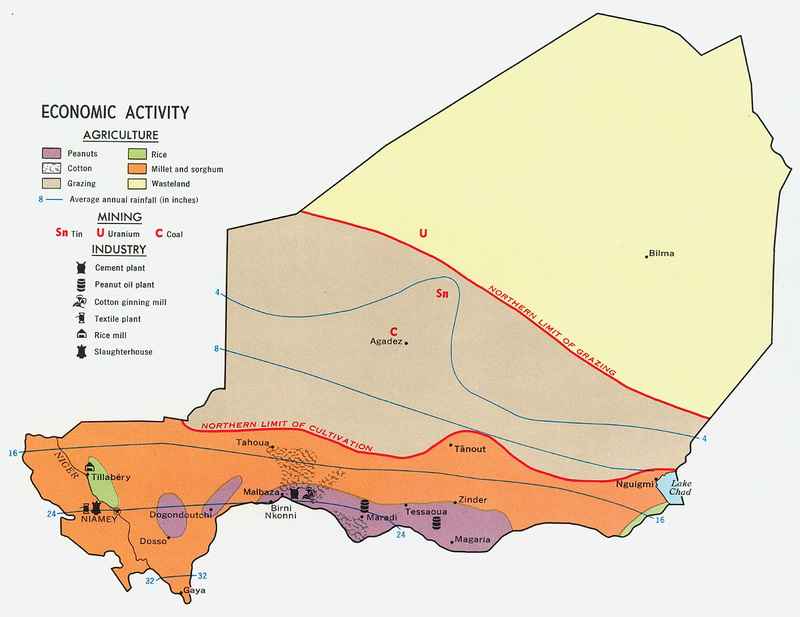 ECONOMIC ACTIVITY
AGRICULTURE
Peanuts
Rice
Cotton
Millet and sorghum
Grazing
Wasteland
8 Average annual rainfall (in inches)
MINING
Sn Tin U Uranium C Coal
INDUSTRY
Cement plant
Peanut oil plant
Cotton ginning mill
Textile plant
Rice mill
Slaughterhouse
U
Bilma
4
Sn
NORTHERN LIMIT OF GRAZING
C
Agadez
8
4
NORTHERN LIMIT OF CULTIVATION
Tahoua
Tânout
16
NIGER
Tillabéry
Nguigmi
Lake
Chad
Malbaza
Zinder
24
NIAMEY
Dogondoutchi
Birni
Nkonni
Maradi
Tessaoua
16
Dosso
24
Magaria
32
32
Gaya